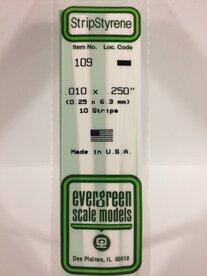 StripStyrene
Item No. Loc. Code
109
.010 x .250"
(0.25 x 6.3 mm)
10 Strips
Made in U.S.A.
evergreen
scale models
Des Plaines, IL 60018